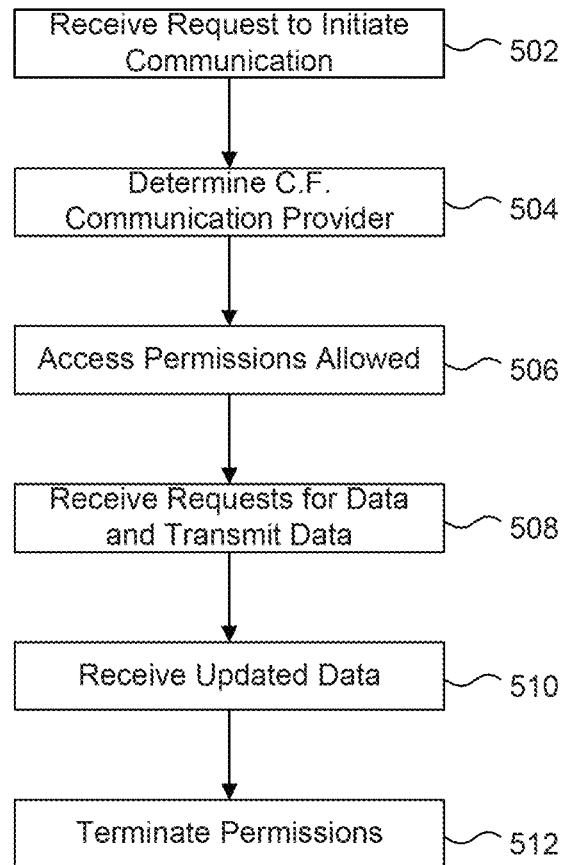 Receive Request to Initiate
Communication
502
Determine C.F.
Communication Provider
504
Access Permissions Allowed
506
Receive Requests for Data
and Transmit Data
508
Receive Updated Data
510
Terminate Permissions
512